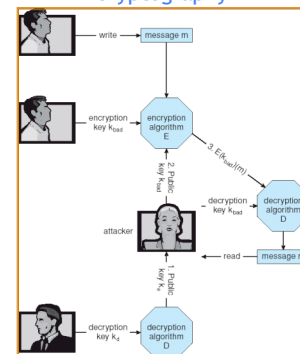 write
message m
encryption
key k_bad
encryption
algorithm
E
3. E(k_bad)(m)
2. Public
key k_bad
decryption
key k_bad
decryption
algorithm
D
attacker
read
message m
1. Public
key k_e
decryption
key k_d
decryption
algorithm
D